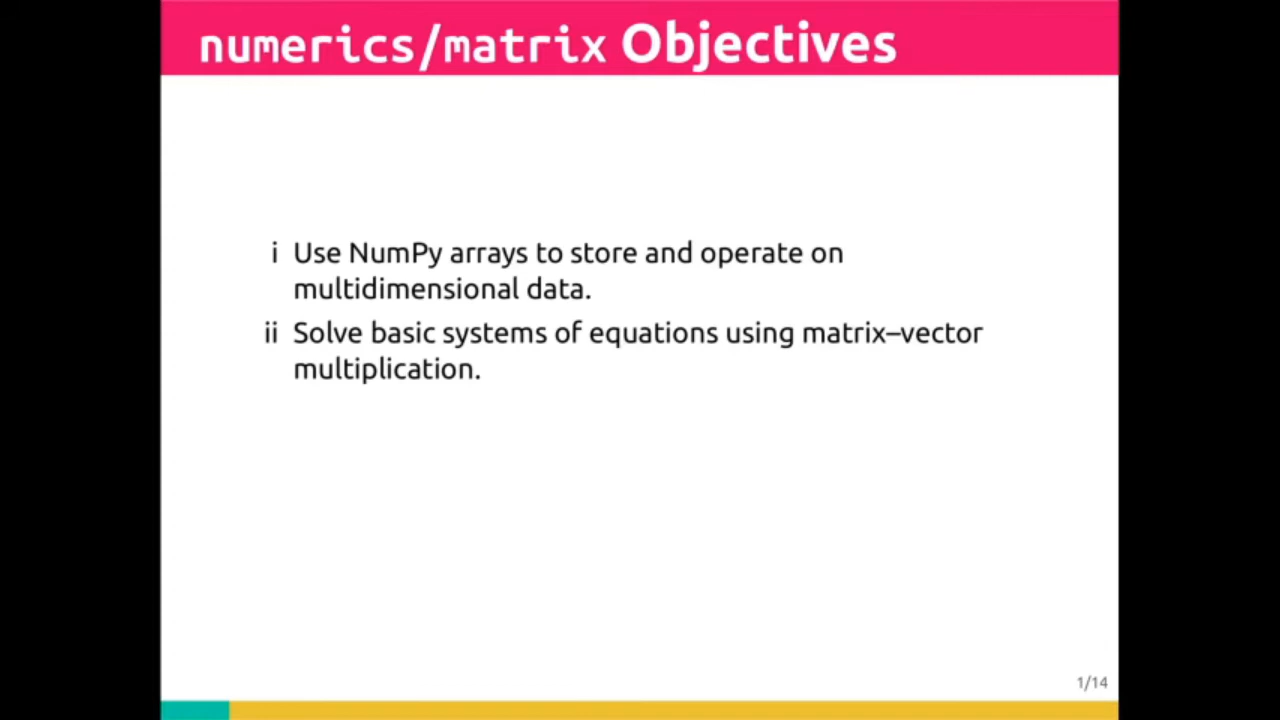 numerics/matrix Objectives
i Use NumPy arrays to store and operate on
multidimensional data.
ii Solve basic systems of equations using matrix–vector
multiplication.
1/14